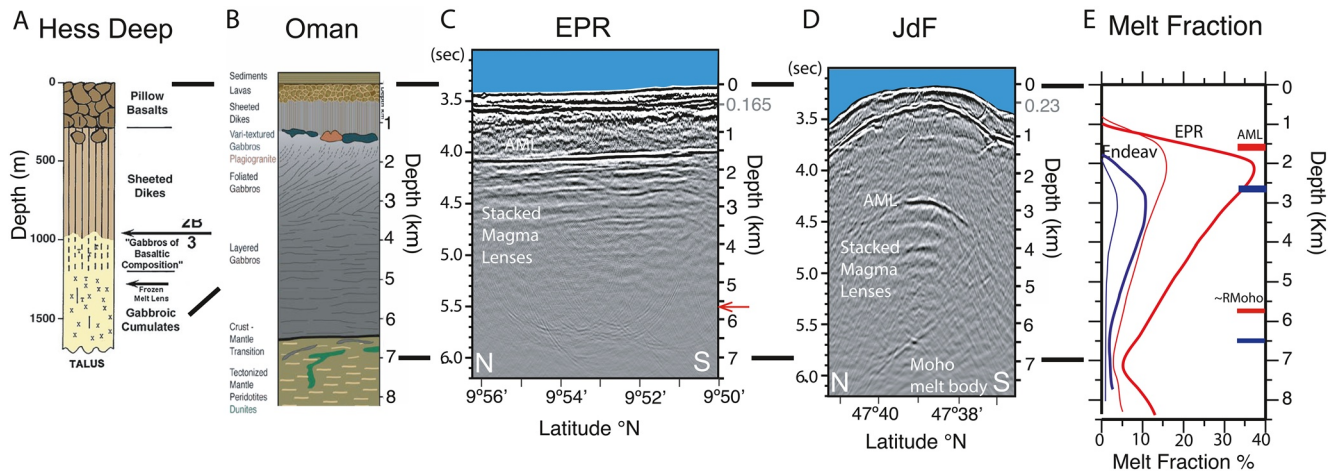 A Hess Deep
Depth (m)
0
500
1000
1500
Pillow
Basalts
Sheeted
Dikes
2B
3
"Gabbros of
Basaltic
Composition"
Frozen
Melt Lens
Gabbroic
Cumulates
TALUS
B Oman
Sediments
Lavas
Sheeted
Dikes
Vari-textured
Gabbros
Plagiogranite
Foliated
Gabbros
Layered
Gabbros
Crust -
Mantle
Transition
Tectonized
Mantle
Peridotites
Dunites
1
2
3
4
6
7
8
Depth (km)
C EPR
(sec)
3.5
4.0
4.5
5.0
5.5
6.0
AML
Stacked
Magma
Lenses
N S
0
0.165
1
2
3
4
5
6
7
Depth (km)
9°56' 9°54' 9°52' 9°50'
Latitude °N
D JdF
(sec)
3.5
4.0
4.5
5.0
5.5
6.0
AML
Stacked
Magma
Lenses
Moho
melt body
N S
0
0.23
1
2
3
4
5
6
7
Depth (Km)
47°40 47°38'
Latitude °N
E Melt Fraction
EPR
AML
Endeav
~RMoho
0
1
2
3
4
5
6
7
8
Depth (km)
0 10 20 30 40
Melt Fraction %